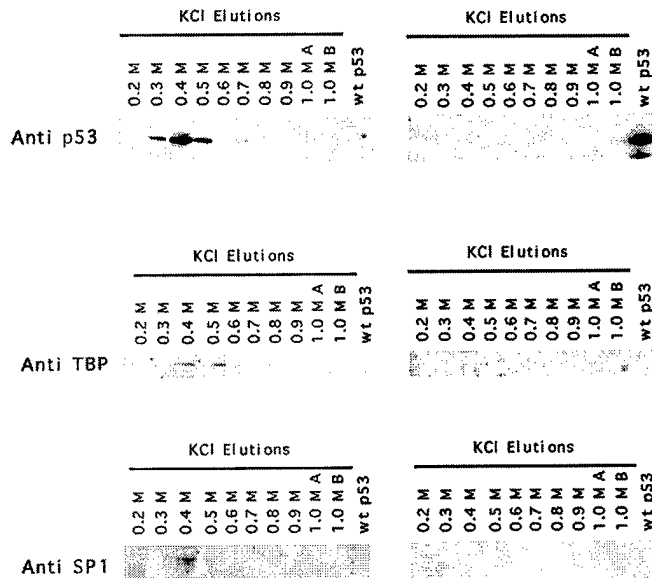 KCl Elutions
0.2 M
0.3 M
0.4 M
0.5 M
0.6 M
0.7 M
0.8 M
0.9 M
1.0 M A
1.0 M B
wt p53
KCl Elutions
0.2 M
0.3 M
0.4 M
0.5 M
0.6 M
0.7 M
0.8 M
0.9 M
1.0 M A
1.0 M B
wt p53
Anti p53
KCl Elutions
0.2 M
0.3 M
0.4 M
0.5 M
0.6 M
0.7 M
0.8 M
0.9 M
1.0 M A
1.0 M B
wt p53
KCl Elutions
0.2 M
0.3 M
0.4 M
0.5 M
0.6 M
0.7 M
0.8 M
0.9 M
1.0 M A
1.0 M B
wt p53
Anti TBP
KCl Elutions
0.2 M
0.3 M
0.4 M
0.5 M
0.6 M
0.7 M
0.8 M
0.9 M
1.0 M A
1.0 M B
wt p53
KCl Elutions
0.2 M
0.3 M
0.4 M
0.5 M
0.6 M
0.7 M
0.8 M
0.9 M
1.0 M A
1.0 M B
wt p53
Anti SP1